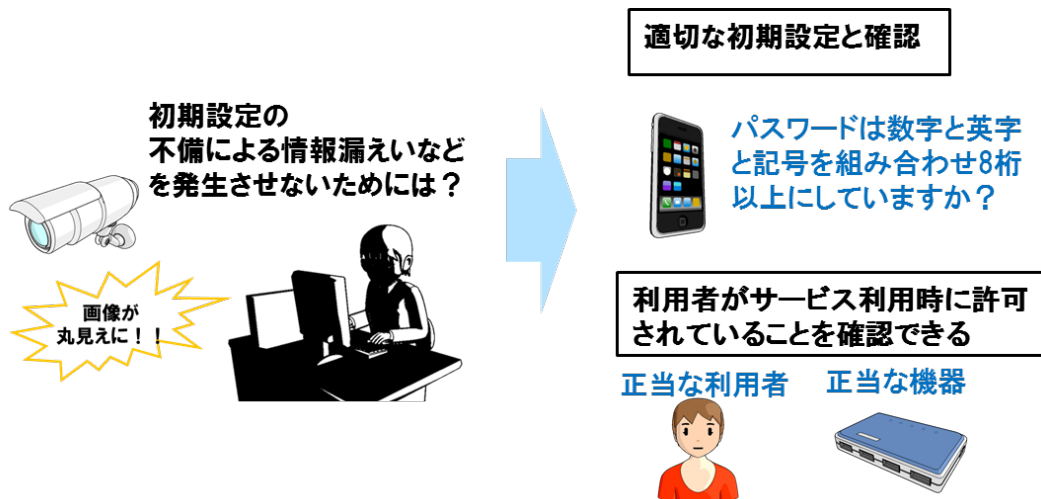 初期設定の
不備による情報漏えいなど
を発生させないためには？
画像が
丸見えに！！
適切な初期設定と確認
パスワードは数字と英字
と記号を組み合わせ8桁
以上にしていますか？
利用者がサービス利用時に許可
されていることを確認できる
正当な利用者
正当な機器